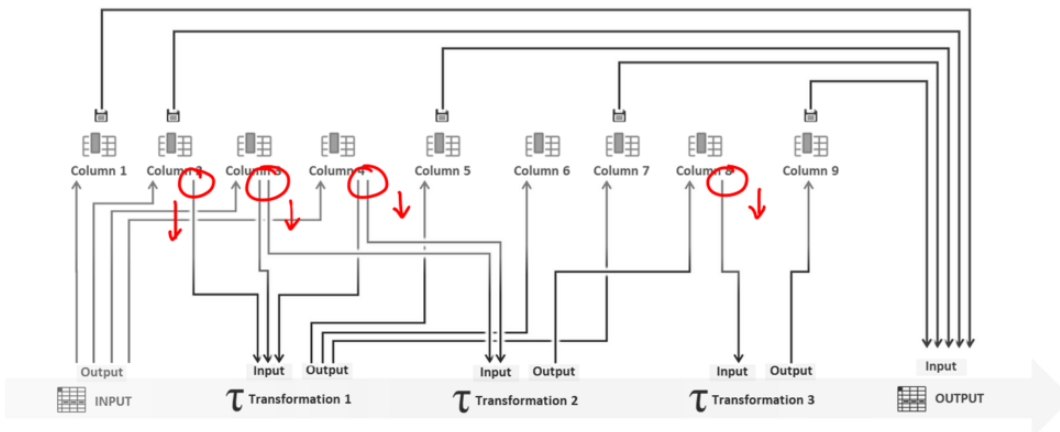 Column 1 Column 2 Column 3 Column 4 Column 5 Column 6 Column 7 Column 8 Column 9
Output Input Output Input Output Input Output Input
INPUT τ Transformation 1 τ Transformation 2 τ Transformation 3 OUTPUT